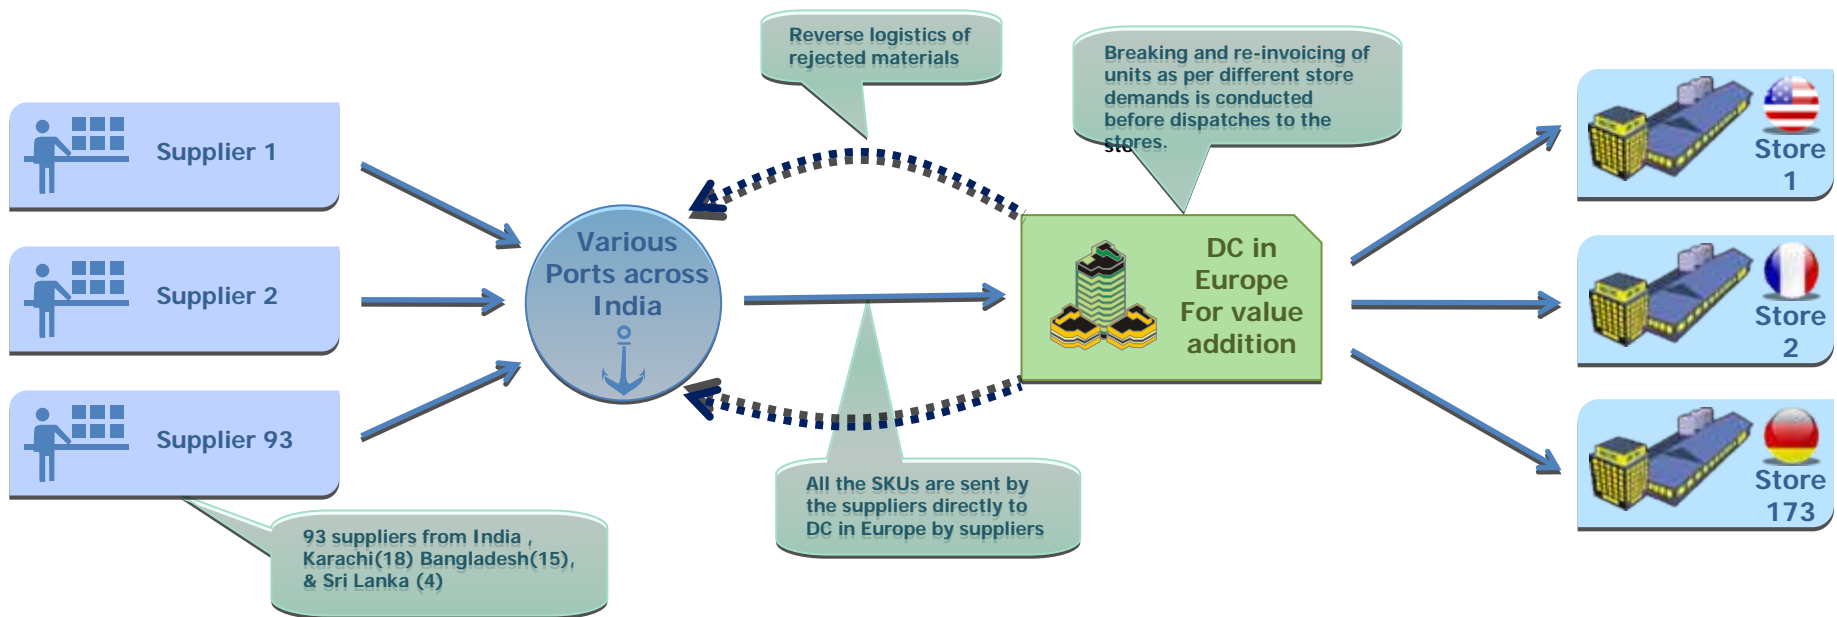 Reverse logistics of
rejected materials
Breaking and re-invoicing of
units as per different store
demands is conducted
before dispatches to the
stores.
Supplier 1
Supplier 2
Supplier 93
Various
Ports across
India
DC in
Europe
For value
addition
Store
1
Store
2
Store
173
All the SKUs are sent by
the suppliers directly to
DC in Europe by suppliers
93 suppliers from India ,
Karachi(18) Bangladesh(15),
& Sri Lanka (4)